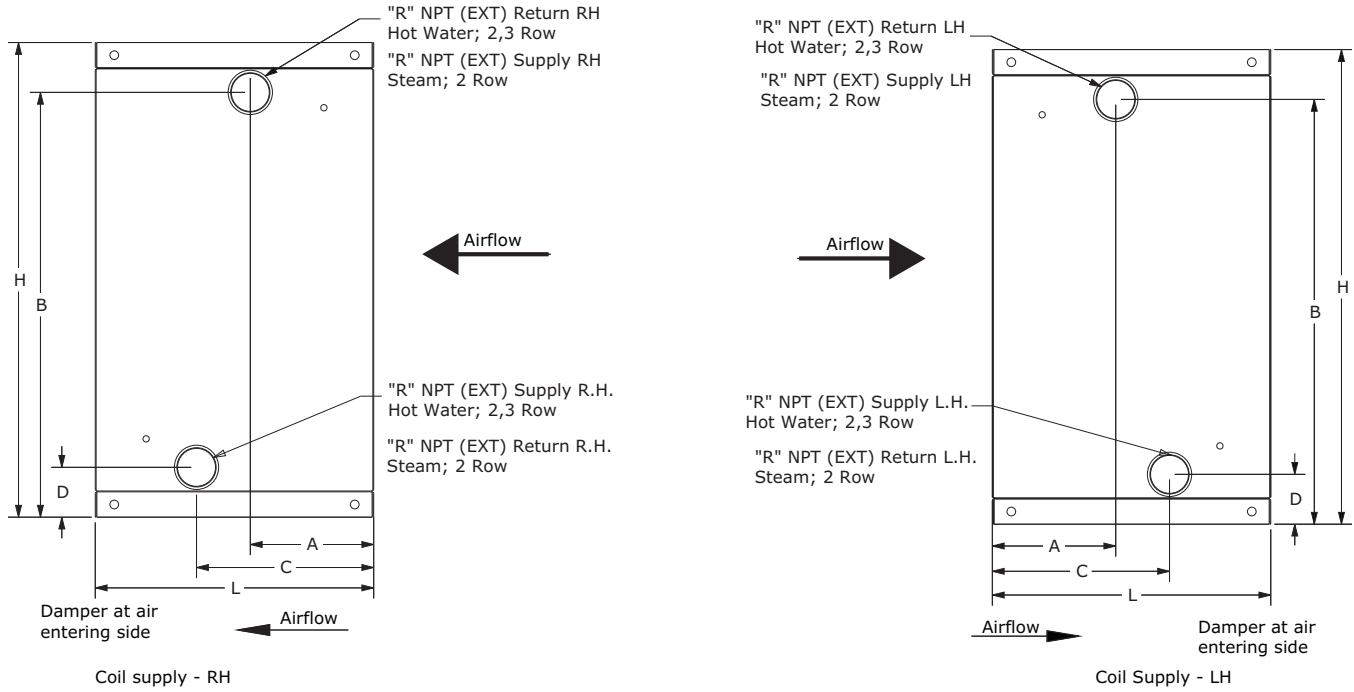 "R" NPT (EXT) Return RH
Hot Water; 2,3 Row
"R" NPT (EXT) Supply RH
Steam; 2 Row
Airflow
H
B
"R" NPT (EXT) Supply R.H.
Hot Water; 2,3 Row
"R" NPT (EXT) Return R.H.
Steam; 2 Row
D
A
C
L
Damper at air
entering side
Airflow
Coil supply - RH
"R" NPT (EXT) Return LH
Hot Water; 2,3 Row
"R" NPT (EXT) Supply LH
Steam; 2 Row
Airflow
H
B
"R" NPT (EXT) Supply L.H.
Hot Water; 2,3 Row
"R" NPT (EXT) Return L.H.
Steam; 2 Row
D
A
C
L
Airflow
Damper at air
entering side
Coil Supply - LH